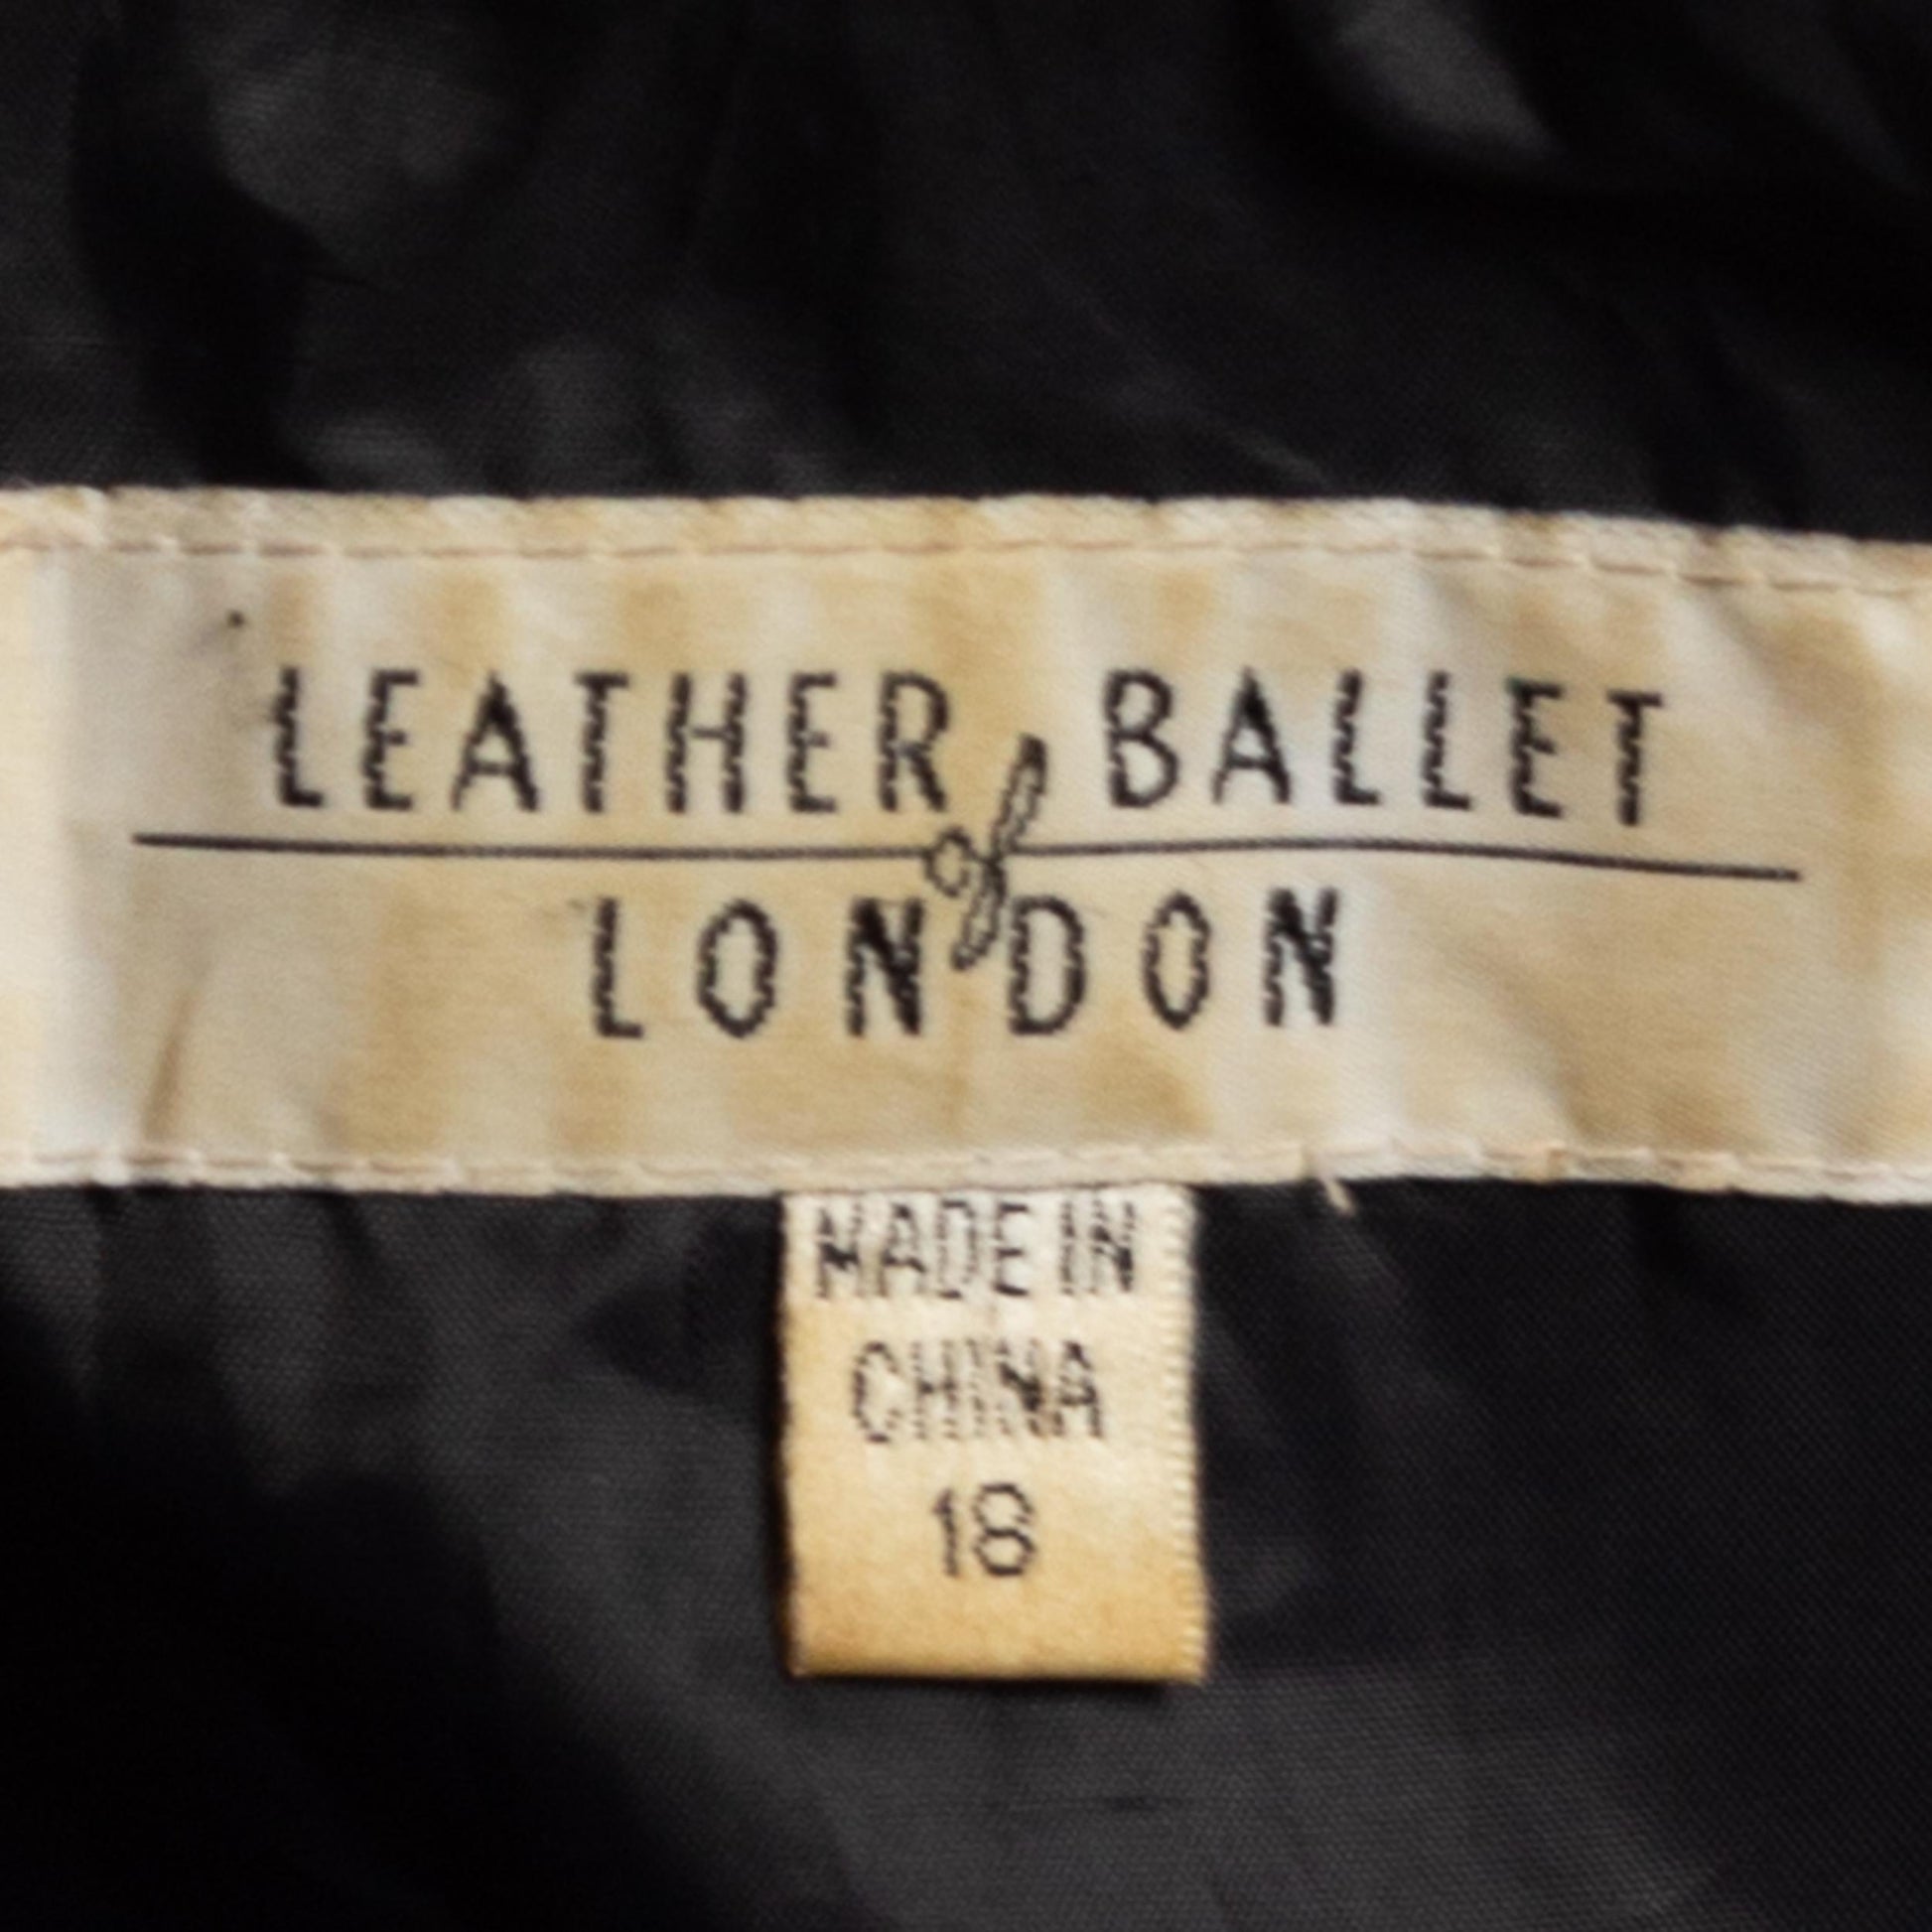 LEATHER BALLET
of
LONDON
MADE IN
CHINA
18